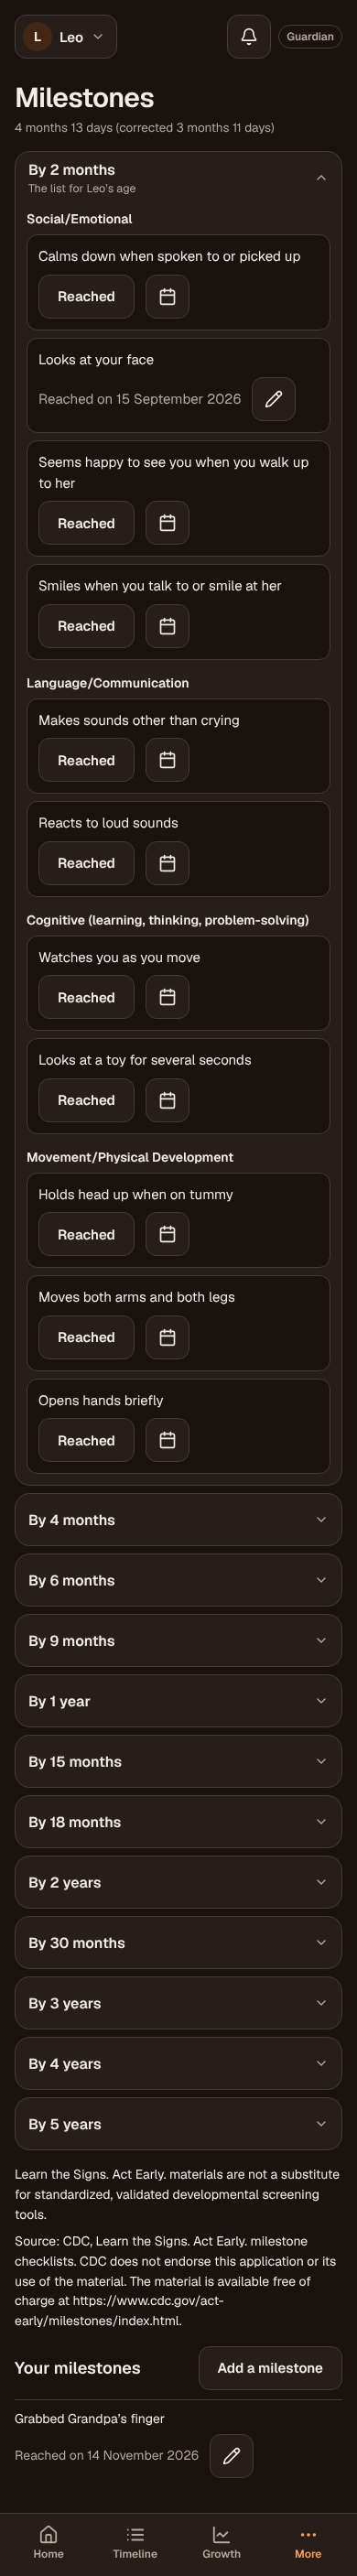 L Leo
Guardian
Milestones
4 months 13 days (corrected 3 months 11 days)
By 2 months
The list for Leo's age
Social/Emotional
Calms down when spoken to or picked up
Reached
Looks at your face
Reached on 15 September 2026
Seems happy to see you when you walk up
to her
Reached
Smiles when you talk to or smile at her
Reached
Language/Communication
Makes sounds other than crying
Reached
Reacts to loud sounds
Reached
Cognitive (learning, thinking, problem-solving)
Watches you as you move
Reached
Looks at a toy for several seconds
Reached
Movement/Physical Development
Holds head up when on tummy
Reached
Moves both arms and both legs
Reached
Opens hands briefly
Reached
By 4 months
By 6 months
By 9 months
By 1 year
By 15 months
By 18 months
By 2 years
By 30 months
By 3 years
By 4 years
By 5 years
Learn the Signs. Act Early. materials are not a substitute
for standardized, validated developmental screening
tools.
Source: CDC, Learn the Signs. Act Early. milestone
checklists. CDC does not endorse this application or its
use of the material. The material is available free of
charge at https://www.cdc.gov/act-
early/milestones/index.html.
Your milestones
Add a milestone
Grabbed Grandpa's finger
Reached on 14 November 2026
Home
Timeline
Growth
More